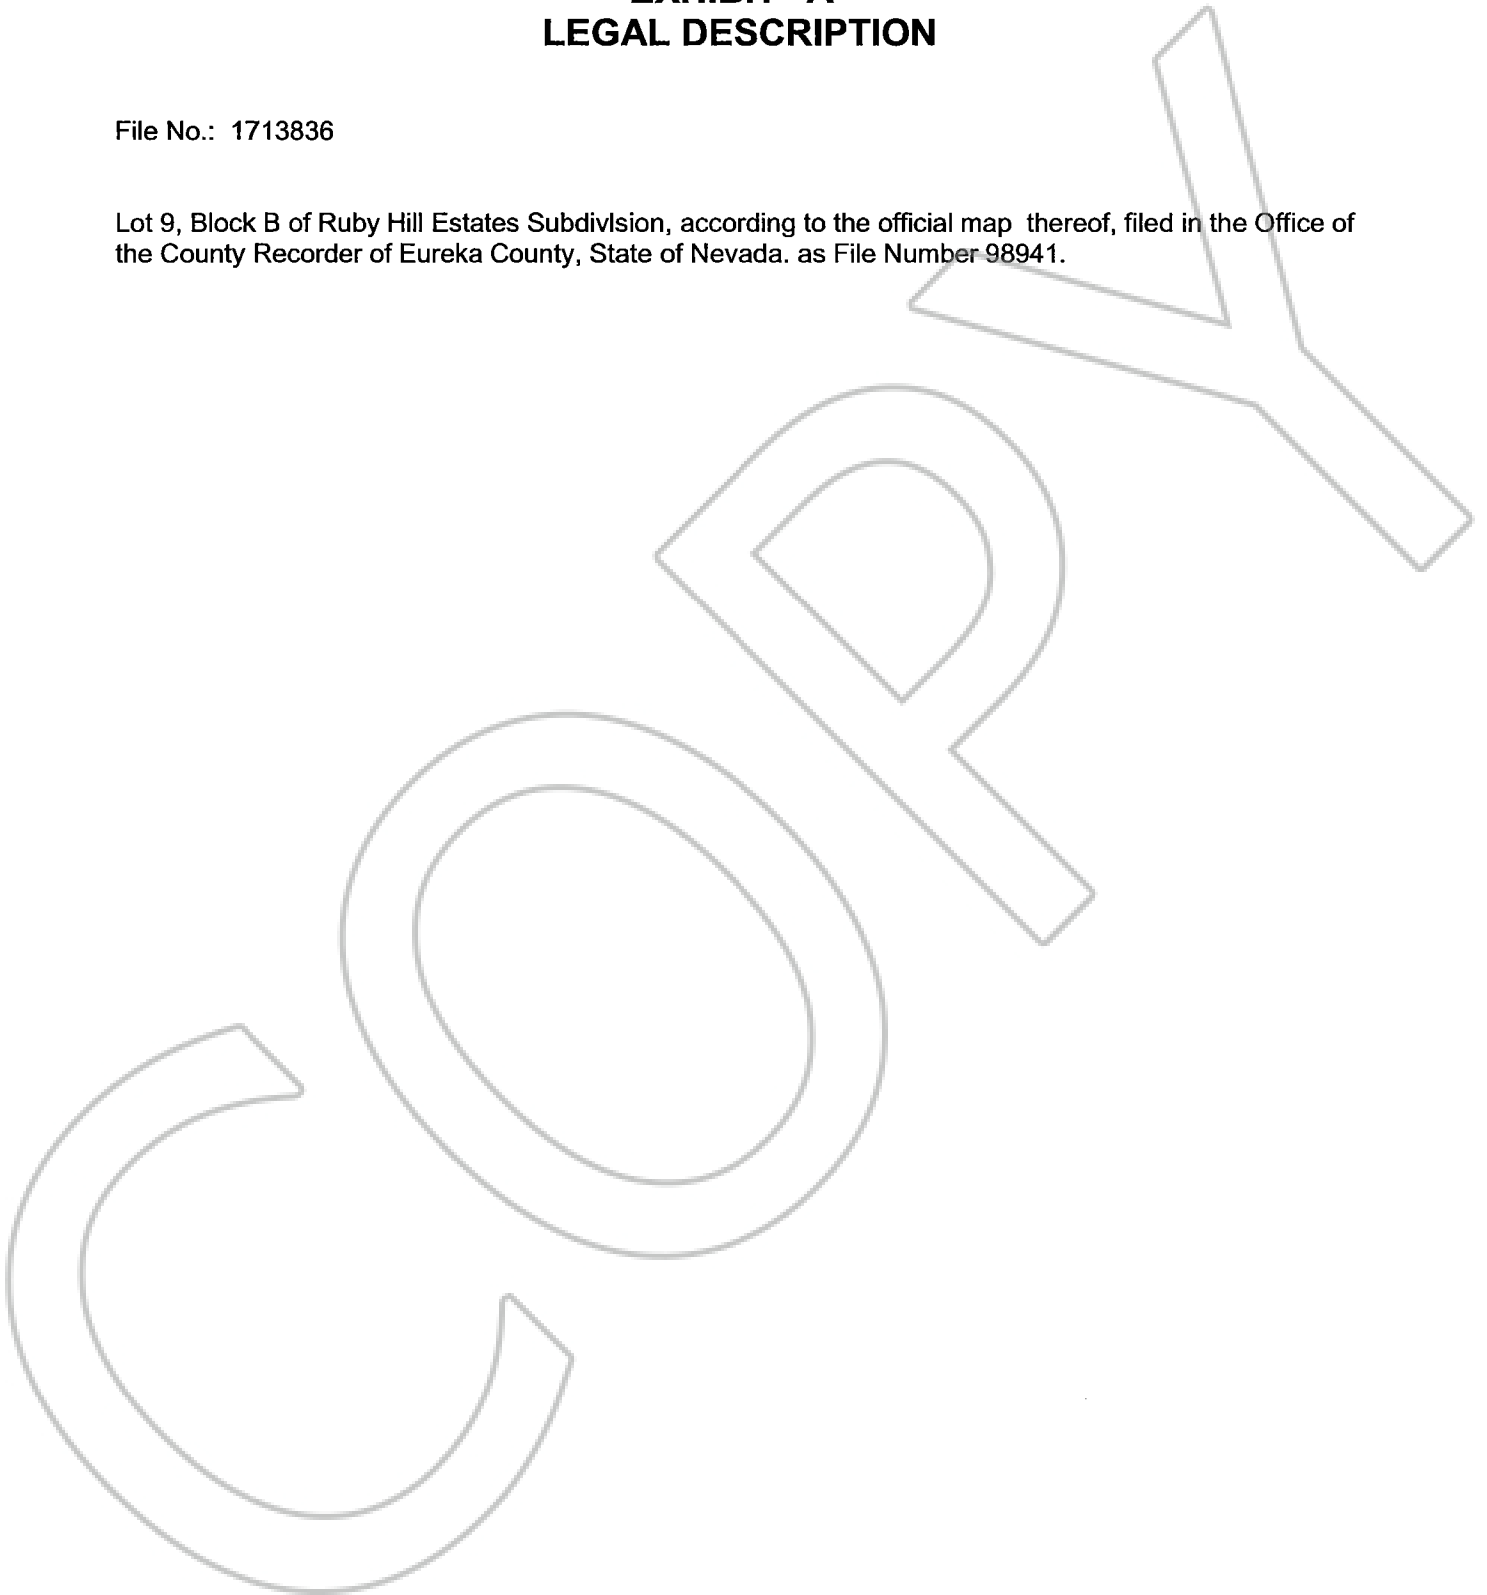 EXHIBIT "A"
LEGAL DESCRIPTION
File No.: 1713836
Lot 9, Block B of Ruby Hill Estates Subdivlsion, according to the official map thereof, filed in the Office of
the County Recorder of Eureka County, State of Nevada. as File Number 98941.
COPY